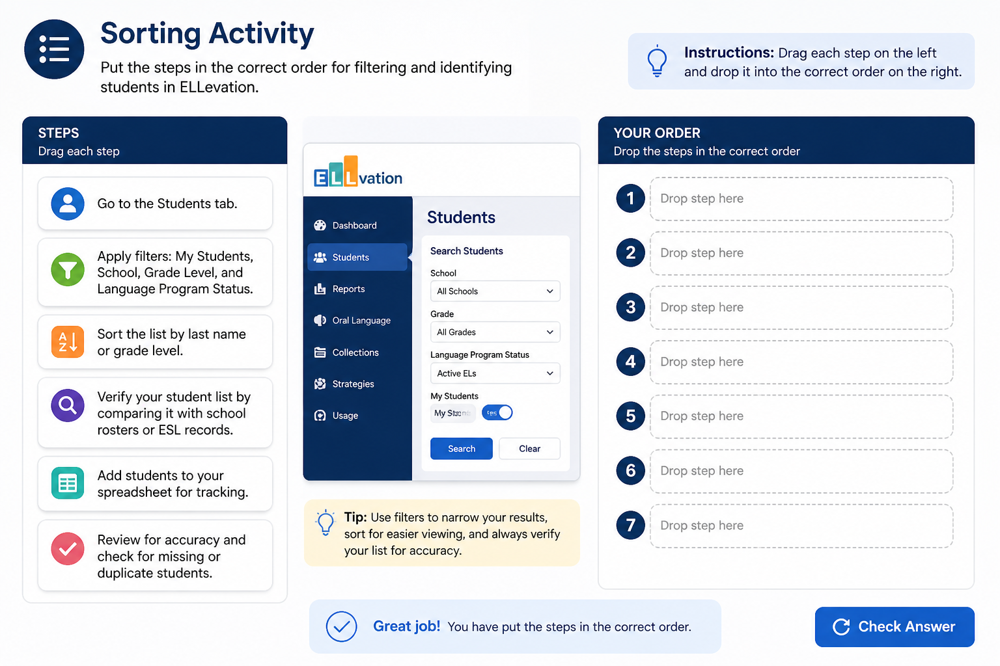 Sorting Activity
Put the steps in the correct order for filtering and identifying
students in ELLevation.
Instructions: Drag each step on the left
and drop it into the correct order on the right.
STEPS
Drag each step
Go to the Students tab.
Apply filters: My Students,
School, Grade Level, and
Language Program Status.
A
Z
Sort the list by last name
or grade level.
Verify your student list by
comparing it with school
rosters or ESL records.
Add students to your
spreadsheet for tracking.
Review for accuracy and
check for missing or
duplicate students.
ELLvation
Dashboard
Students
Reports
Oral Language
Collections
Strategies
Usage
Students
Search Students
School
All Schools
Grade
All Grades
Language Program Status
Active ELs
My Students
My
Search
Clear
Tip: Use filters to narrow your results,
sort for easier viewing, and always verify
your list for accuracy.
YOUR ORDER
Drop the steps in the correct order
1 Drop step here
2 Drop step here
3 Drop step here
4 Drop step here
5 Drop step here
6 Drop step here
7 Drop step here
Great job! You have put the steps in the correct order.
Check Answer